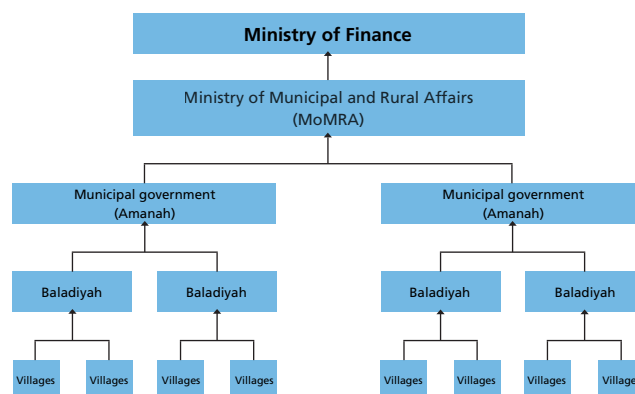 Ministry of Finance
Ministry of Municipal and Rural Affairs
(MoMRA)
Municipal government
(Amanah)
Municipal government
(Amanah)
Baladiyah
Baladiyah
Baladiyah
Baladiyah
Villages
Villages
Villages
Villages
Villages
Villages
Villages
Village